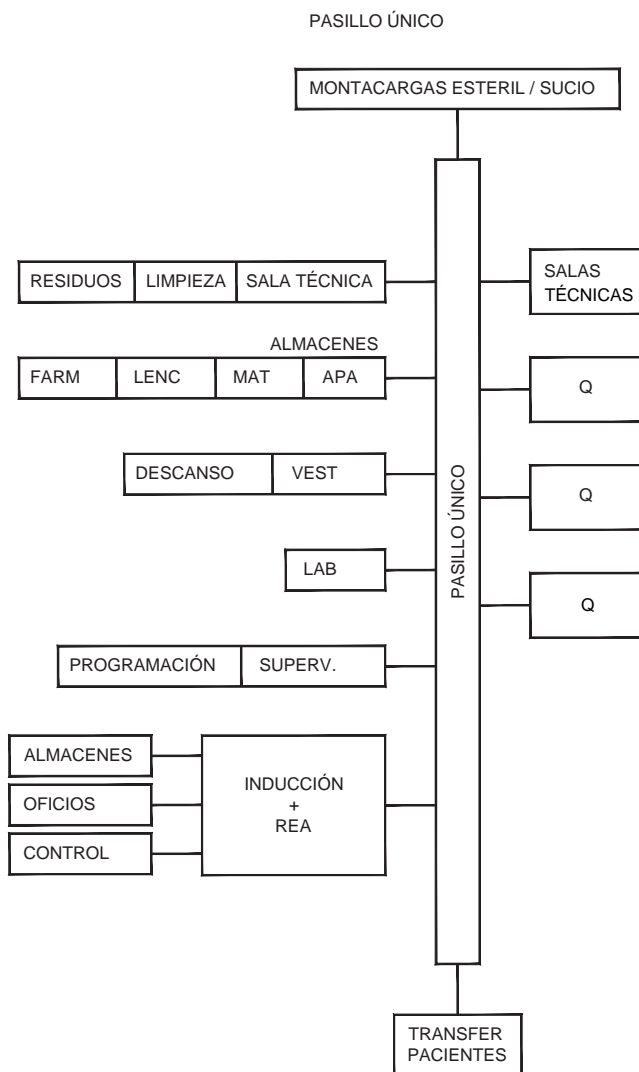 PASILLO ÚNICO
MONTACARGAS ESTERIL / SUCIO
RESIDUOS LIMPIEZA SALA TÉCNICA
SALAS
TÉCNICAS
ALMACENES
FARM LENC MAT APA
Q
DESCANSO VEST
Q
PASILLO ÚNICO
LAB
Q
PROGRAMACIÓN SUPERV.
ALMACENES
OFICIOS
CONTROL
INDUCCIÓN
+
REA
TRANSFER
PACIENTES